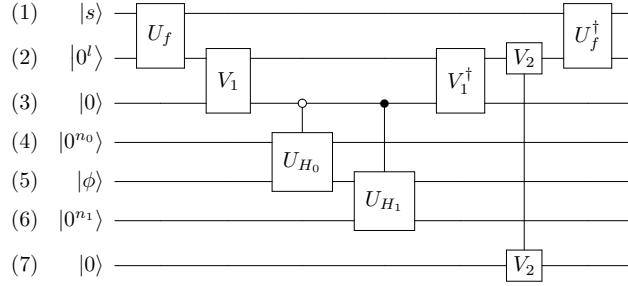 (1) |s⟩ U_f U_f^†
(2) |0^l⟩ V_1 V_1^† V_2
(3) |0⟩
(4) |0^{n_0}⟩ U_{H_0}
(5) |ϕ⟩ U_{H_1}
(6) |0^{n_1}⟩
(7) |0⟩ V_2